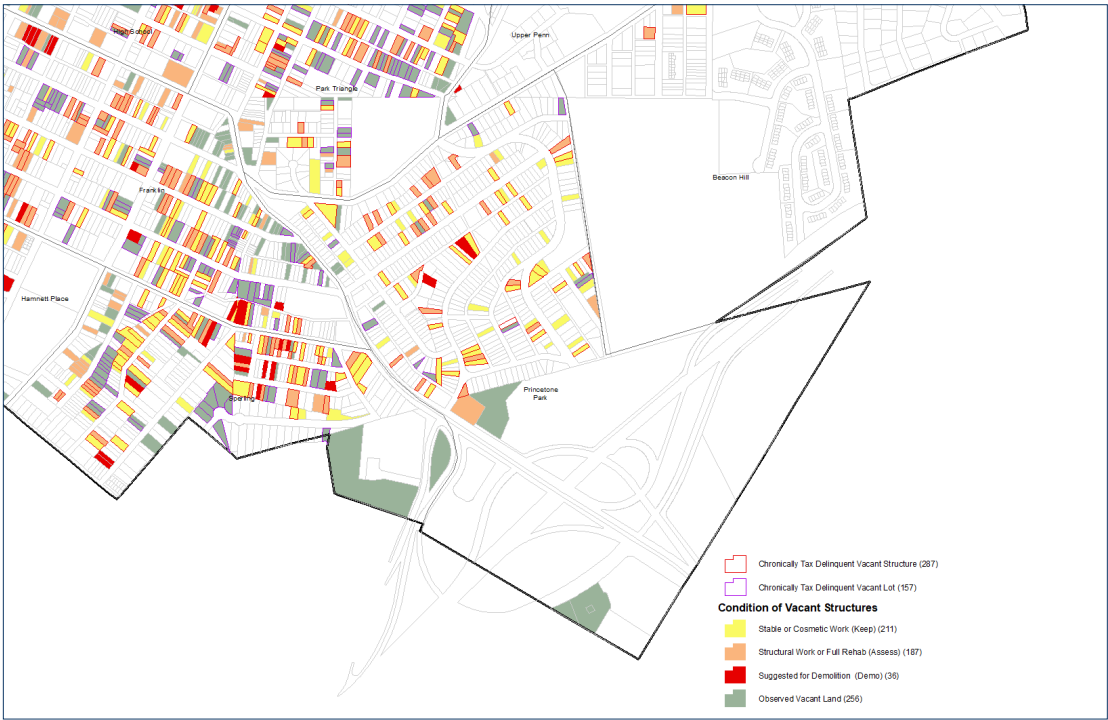 High School
Upper Penn
Park Triangle
Beacon Hill
Franklin
Hamnett Place
Princetone
Park
Sperling
Chronically Tax Delinquent Vacant Structure (287)
Chronically Tax Delinquent Vacant Lot (157)
Condition of Vacant Structures
Stable or Cosmetic Work (Keep) (211)
Structural Work or Full Rehab (Assess) (187)
Suggested for Demolition (Demo) (36)
Observed Vacant Land (256)